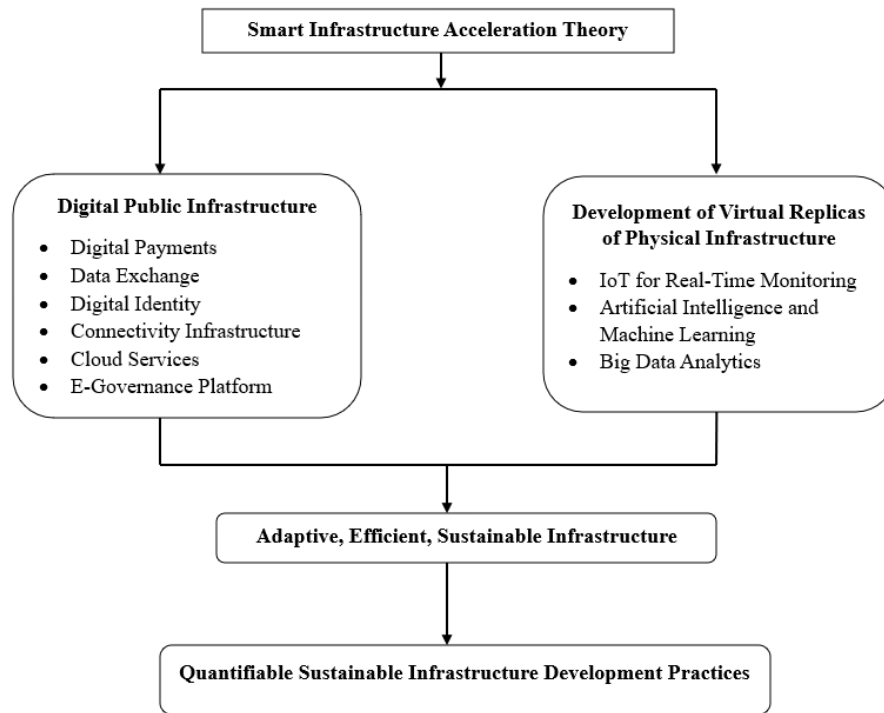 Smart Infrastructure Acceleration Theory
Digital Public Infrastructure
• Digital Payments
• Data Exchange
• Digital Identity
• Connectivity Infrastructure
• Cloud Services
• E-Governance Platform
Development of Virtual Replicas
of Physical Infrastructure
• IoT for Real-Time Monitoring
• Artificial Intelligence and
Machine Learning
• Big Data Analytics
Adaptive, Efficient, Sustainable Infrastructure
Quantifiable Sustainable Infrastructure Development Practices